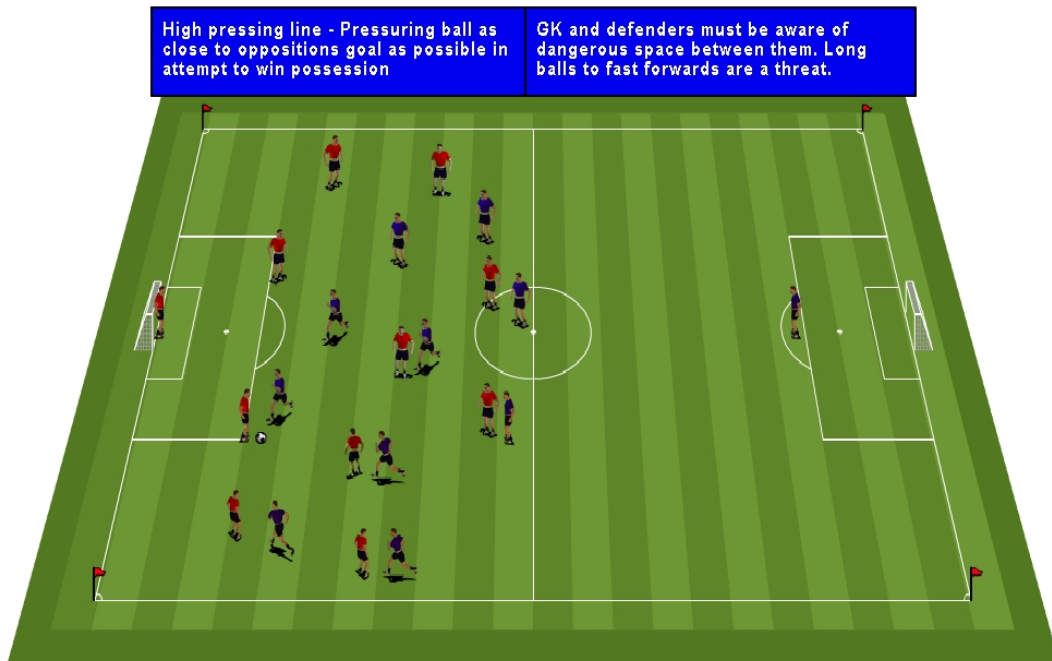 High pressing line - Pressuring ball as
close to oppositions goal as possible in
attempt to win possession
GK and defenders must be aware of
dangerous space between them. Long
balls to fast forwards are a threat.